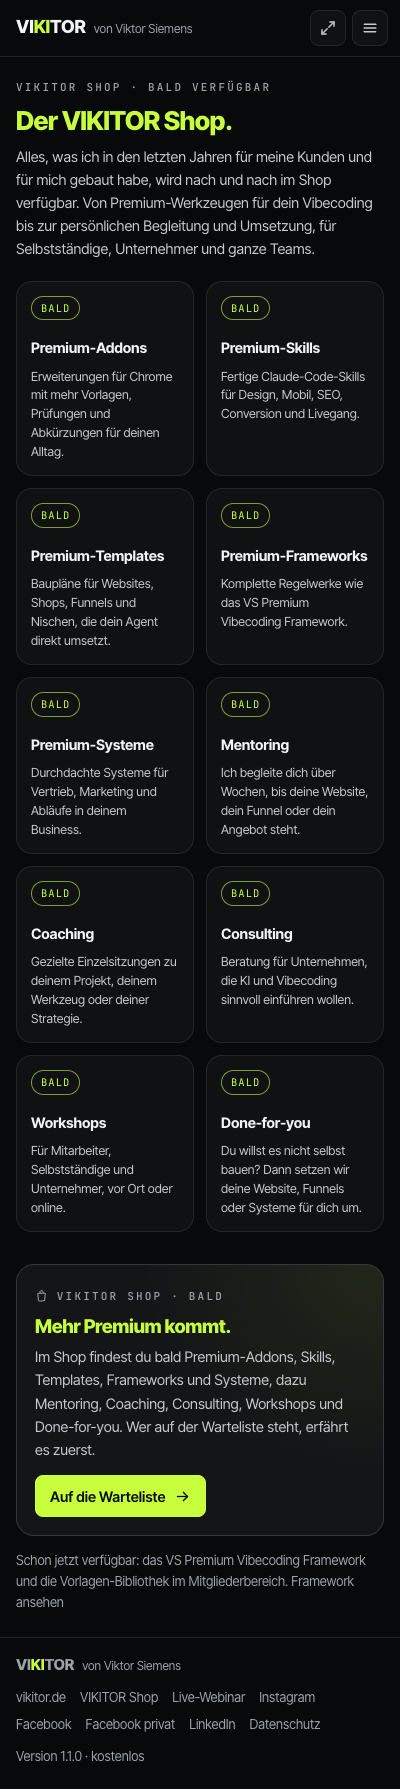 VIKITOR von Viktor Siemens
VIKITOR SHOP · BALD VERFÜGBAR
Der VIKITOR Shop.
Alles, was ich in den letzten Jahren für meine Kunden und
für mich gebaut habe, wird nach und nach im Shop
verfügbar. Von Premium-Werkzeugen für dein Vibecoding
bis zur persönlichen Begleitung und Umsetzung, für
Selbstständige, Unternehmer und ganze Teams.
BALD
Premium-Addons
Erweiterungen für Chrome
mit mehr Vorlagen,
Prüfungen und
Abkürzungen für deinen
Alltag.
BALD
Premium-Skills
Fertige Claude-Code-Skills
für Design, Mobil, SEO,
Conversion und Livegang.
BALD
Premium-Templates
Baupläne für Websites,
Shops, Funnels und
Nischen, die dein Agent
direkt umsetzt.
BALD
Premium-Frameworks
Komplette Regelwerke wie
das VS Premium
Vibecoding Framework.
BALD
Premium-Systeme
Durchdachte Systeme für
Vertrieb, Marketing und
Abläufe in deinem
Business.
BALD
Mentoring
Ich begleite dich über
Wochen, bis deine Website,
dein Funnel oder dein
Angebot steht.
BALD
Coaching
Gezielte Einzelsitzungen zu
deinem Projekt, deinem
Werkzeug oder deiner
Strategie.
BALD
Consulting
Beratung für Unternehmen,
die KI und Vibecoding
sinnvoll einführen wollen.
BALD
Workshops
Für Mitarbeiter,
Selbstständige und
Unternehmer, vor Ort oder
online.
BALD
Done-for-you
Du willst es nicht selbst
bauen? Dann setzen wir
deine Website, Funnels
oder Systeme für dich um.
VIKITOR SHOP · BALD
Mehr Premium kommt.
Im Shop findest du bald Premium-Addons, Skills,
Templates, Frameworks und Systeme, dazu
Mentoring, Coaching, Consulting, Workshops und
Done-for-you. Wer auf der Warteliste steht, erfährt
es zuerst.
Auf die Warteliste →
Schon jetzt verfügbar: das VS Premium Vibecoding Framework
und die Vorlagen-Bibliothek im Mitgliederbereich. Framework
ansehen
VIKITOR von Viktor Siemens
vikitor.de VIKITOR Shop Live-Webinar Instagram
Facebook Facebook privat LinkedIn Datenschutz
Version 1.1.0 · kostenlos